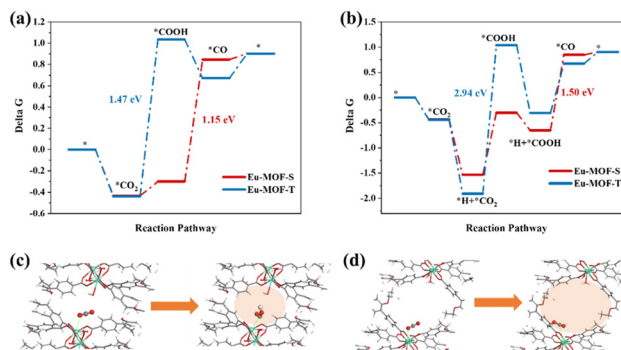 (a)
Delta G
1.0
0.8
0.6
0.4
0.2
0.0
-0.2
-0.4
-0.6
*
*CO2
*COOH
*CO
*
1.47 eV
1.15 eV
Eu-MOF-S
Eu-MOF-T
Reaction Pathway
(b)
Delta G
1.5
1.0
0.5
0.0
-0.5
-1.0
-1.5
-2.0
*
*CO2
*H+*CO2
*COOH
*H+*COOH
*CO
*
2.94 eV
1.50 eV
Eu-MOF-S
Eu-MOF-T
Reaction Pathway
(c)
(d)